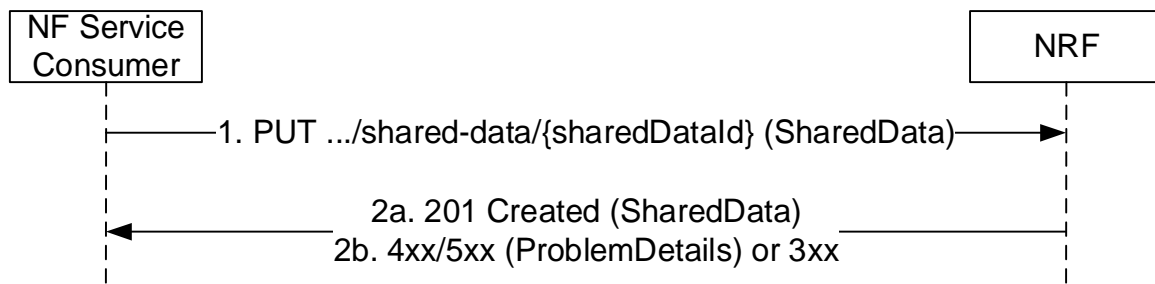 NF Service
Consumer
NRF
1. PUT .../shared-data/{sharedDataId} (SharedData)
2a. 201 Created (SharedData)
2b. 4xx/5xx (ProblemDetails) or 3xx